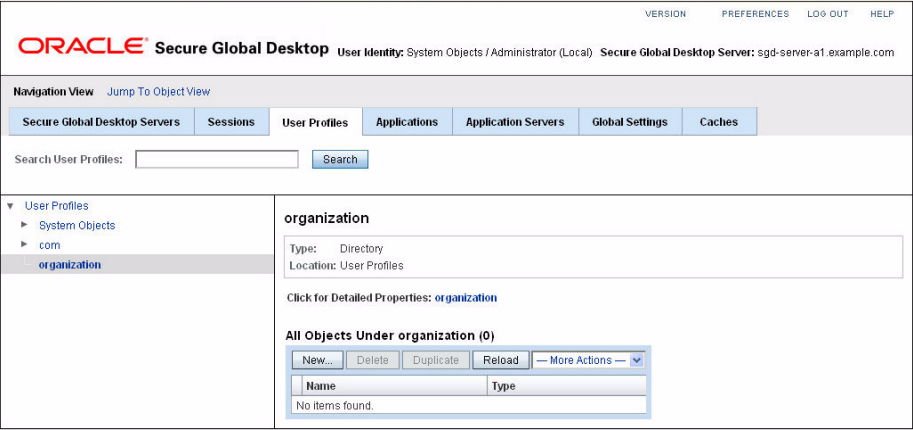 VERSION PREFERENCES LOG OUT HELP
ORACLE Secure Global Desktop User Identity: System Objects / Administrator (Local) Secure Global Desktop Server: sgd-server-a1.example.com
Navigation View Jump To Object View
Secure Global Desktop Servers Sessions User Profiles Applications Application Servers Global Settings Caches
Search User Profiles: Search
User Profiles
System Objects
com
organization
organization
Type: Directory
Location: User Profiles
Click for Detailed Properties: organization
All Objects Under organization (0)
New... Delete Duplicate Reload — More Actions —
Name Type
No items found.